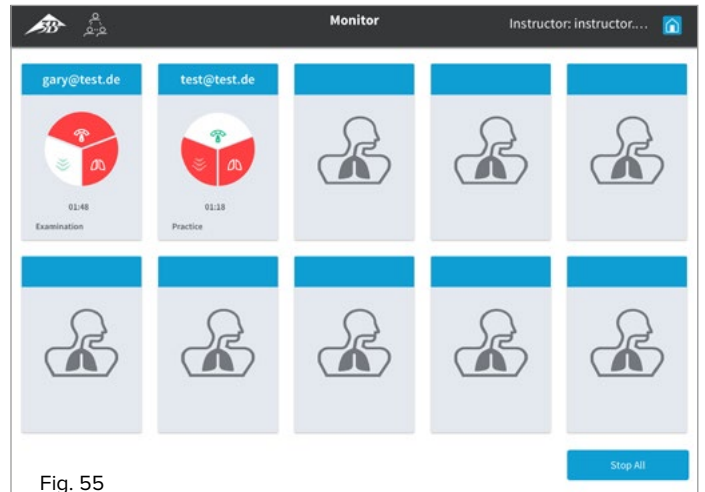 3B
Monitor
Instructor: instructor....
gary@test.de
test@test.de
01:48
01:18
Examination
Practice
Stop All
Fig. 55